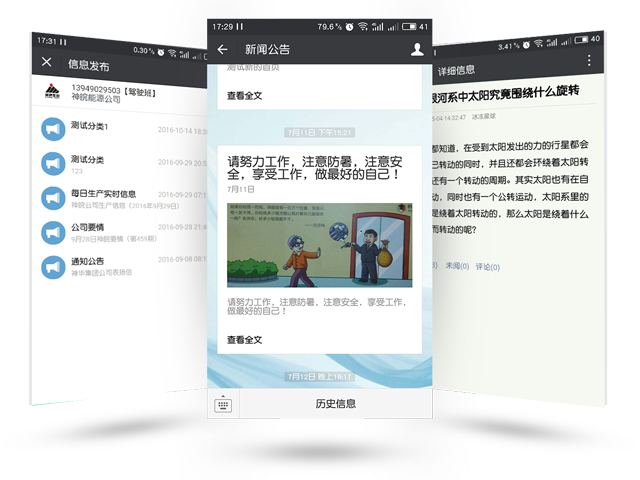 17:31
0.30%
信息发布
13949029503【驾驶班】
神皖能源公司
测试分类1
2016-10-14 18:30
测试分类
2016-09-29 20:5
123
每日生产实时信息
2016-09-29 07:1
神皖公司生产信息（2016年9月29日）
公司要情
2016-09-28 21:4
9月28日神皖要情（第459期）
通知公告
2016-09-08 08:1
神华集团公司表扬信
17:29
79.6%
41
新闻公告
测试新的首页
查看全文
7月11日 下午15:21
请努力工作，注意防暑，注意安
全，享受工作，做最好的自己！
7月11日
请努力工作，注意防暑，注意安全，享受工作，
做最好的自己！
查看全文
7月12日 晚上19:17
历史信息
3.41%
40
详细信息
银河系中太阳究竟围绕什么旋转
-04 14:32:47 冰冻星球
都知道，在受到太阳发出的力的行星都会
己转动的同时，并且还都会环绕着太阳转
还有一个转动的周期。其实太阳也有在自
动，同时也有一个公转运动，太阳系里的
是绕着太阳转动的，那么太阳是绕着什么
而转动的呢？
未阅(0) 评论(0)